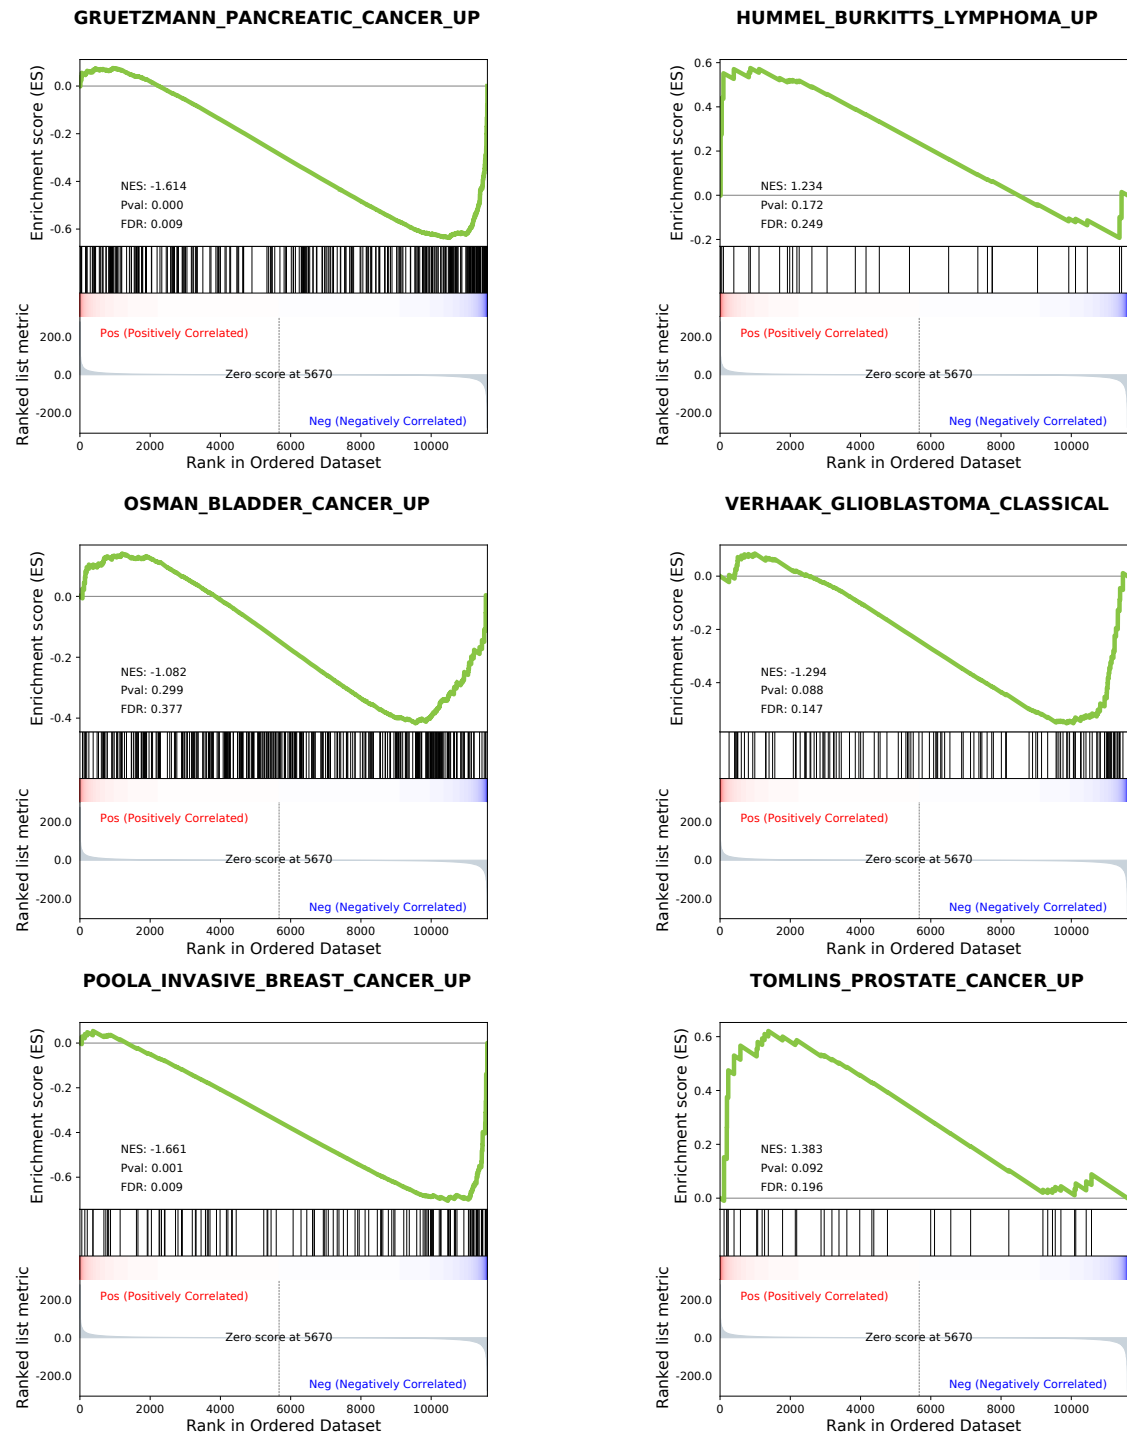 GRUETZMANN_PANCREATIC_CANCER_UP
Enrichment score (ES)
0.0
-0.2
-0.4
-0.6
NES: -1.614
Pval: 0.000
FDR: 0.009
Ranked list metric
200.0
0.0
-200.0
Pos (Positively Correlated)
Zero score at 5670
Neg (Negatively Correlated)
0 2000 4000 6000 8000 10000
Rank in Ordered Dataset
HUMMEL_BURKITTS_LYMPHOMA_UP
Enrichment score (ES)
0.6
0.4
0.2
0.0
-0.2
NES: 1.234
Pval: 0.172
FDR: 0.249
Ranked list metric
200.0
0.0
-200.0
Pos (Positively Correlated)
Zero score at 5670
Neg (Negatively Correlated)
0 2000 4000 6000 8000 10000
Rank in Ordered Dataset
OSMAN_BLADDER_CANCER_UP
Enrichment score (ES)
0.0
-0.2
-0.4
NES: -1.082
Pval: 0.299
FDR: 0.377
Ranked list metric
200.0
0.0
-200.0
Pos (Positively Correlated)
Zero score at 5670
Neg (Negatively Correlated)
0 2000 4000 6000 8000 10000
Rank in Ordered Dataset
VERHAAK_GLIOBLASTOMA_CLASSICAL
Enrichment score (ES)
0.0
-0.2
-0.4
NES: -1.294
Pval: 0.088
FDR: 0.147
Ranked list metric
200.0
0.0
-200.0
Pos (Positively Correlated)
Zero score at 5670
Neg (Negatively Correlated)
0 2000 4000 6000 8000 10000
Rank in Ordered Dataset
POOLA_INVASIVE_BREAST_CANCER_UP
Enrichment score (ES)
0.0
-0.2
-0.4
-0.6
NES: -1.661
Pval: 0.001
FDR: 0.009
Ranked list metric
200.0
0.0
-200.0
Pos (Positively Correlated)
Zero score at 5670
Neg (Negatively Correlated)
0 2000 4000 6000 8000 10000
Rank in Ordered Dataset
TOMLINS_PROSTATE_CANCER_UP
Enrichment score (ES)
0.6
0.4
0.2
0.0
NES: 1.383
Pval: 0.092
FDR: 0.196
Ranked list metric
200.0
0.0
-200.0
Pos (Positively Correlated)
Zero score at 5670
Neg (Negatively Correlated)
0 2000 4000 6000 8000 10000
Rank in Ordered Dataset